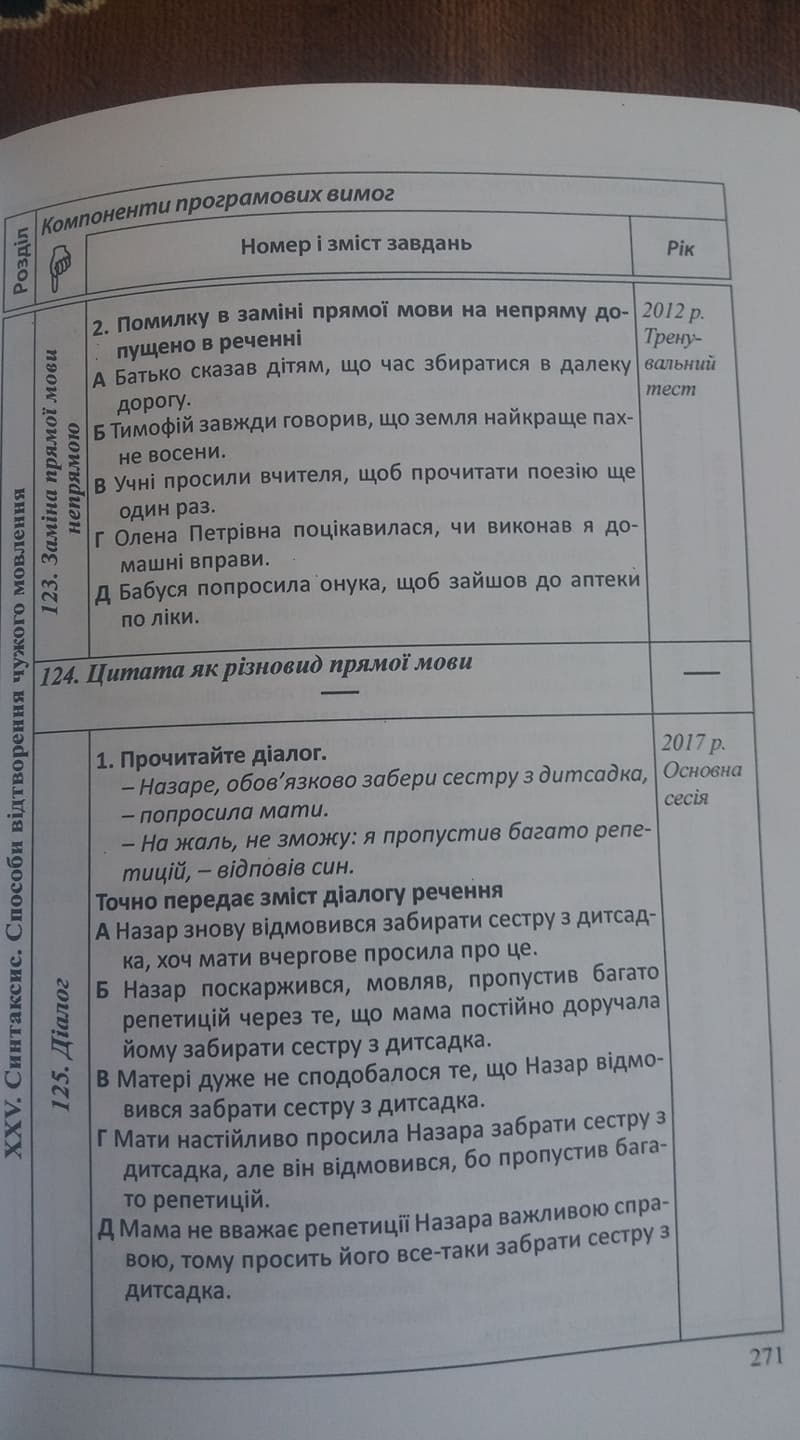 Розділ
Компоненти програмових вимог
Номер і зміст завдань
Рік
XXV. Синтаксис. Способи відтворення чужого мовлення
123. Заміна прямої мови
непрямою
2. Помилку в заміні прямої мови на непряму до-
пущено в реченні
А Батько сказав дітям, що час збиратися в далеку
дорогу.
Б Тимофій завжди говорив, що земля найкраще пах-
не восени.
В Учні просили вчителя, щоб прочитати поезію ще
один раз.
Г Олена Петрівна поцікавилася, чи виконав я до-
машні вправи.
Д Бабуся попросила онука, щоб зайшов до аптеки
по ліки.
2012 р.
Трену-
вальний
тест
124. Цитата як різновид прямої мови
—
—
125. Діалог
1. Прочитайте діалог.
– Назаре, обов’язково забери сестру з дитсадка,
– попросила мати.
– На жаль, не зможу: я пропустив багато репе-
тицій, – відповів син.
Точно передає зміст діалогу речення
А Назар знову відмовився забирати сестру з дитсад-
ка, хоч мати вчергове просила про це.
Б Назар поскаржився, мовляв, пропустив багато
репетицій через те, що мама постійно доручала
йому забирати сестру з дитсадка.
В Матері дуже не сподобалося те, що Назар відмо-
вився забрати сестру з дитсадка.
Г Мати настійливо просила Назара забрати сестру з
дитсадка, але він відмовився, бо пропустив бага-
то репетицій.
Д Мама не вважає репетиції Назара важливою спра-
вою, тому просить його все-таки забрати сестру з
дитсадка.
2017 р.
Основна
сесія
271